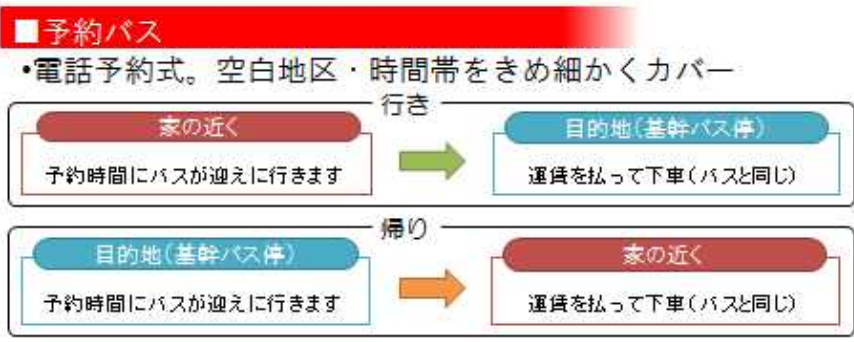 ■予約バス
•電話予約式。空白地区・時間帯をきめ細かくカバー
行き
家の近く
予約時間にバスが迎えに行きます
目的地(基幹バス停)
運賃を払って下車(バスと同じ)
帰り
目的地(基幹バス停)
予約時間にバスが迎えに行きます
家の近く
運賃を払って下車(バスと同じ)